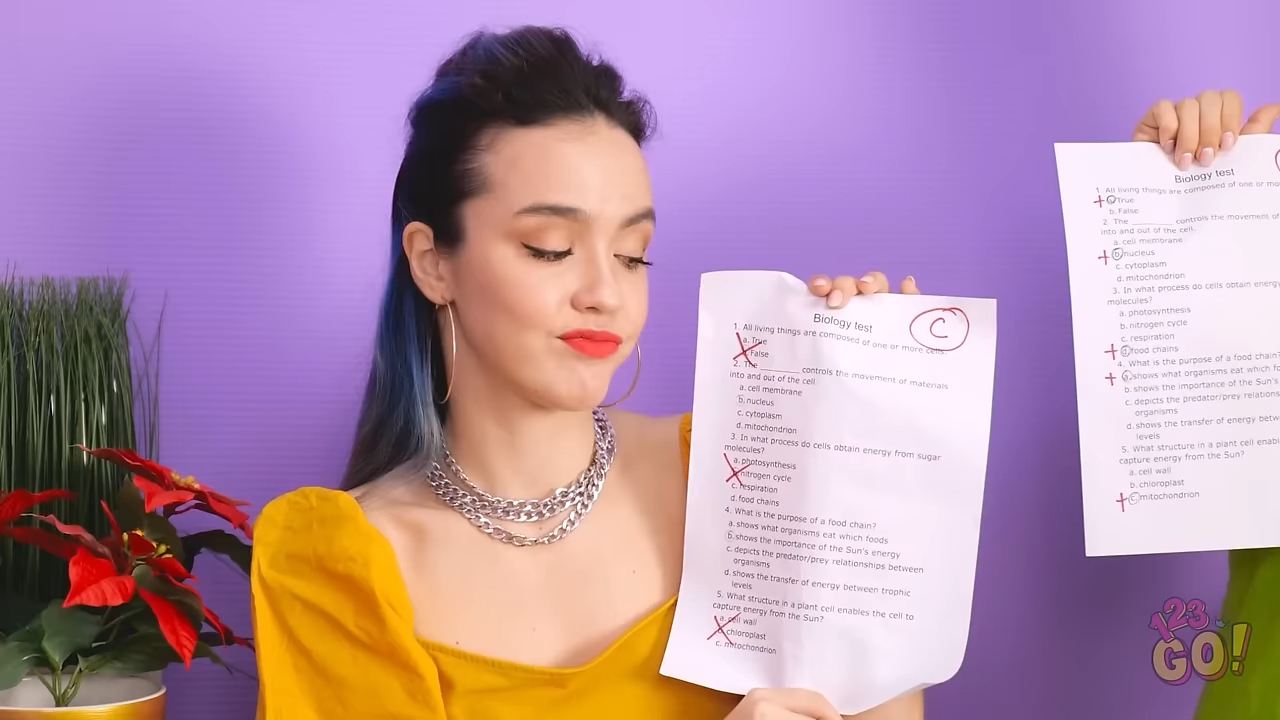 Biology test
C
1. All living things are composed of one or more cells.
a. True
b. False
2. The ________ controls the movement of materials
into and out of the cell
a. cell membrane
b. nucleus
c. cytoplasm
d. mitochondrion
3. In what process do cells obtain energy from sugar
molecules?
a. photosynthesis
nitrogen cycle
c. respiration
d. food chains
4. What is the purpose of a food chain?
a. shows what organisms eat which foods
b. shows the importance of the Sun's energy
c. depicts the predator/prey relationships between
organisms
d. shows the transfer of energy between trophic
levels
5. What structure in a plant cell enables the cell to
capture energy from the Sun?
a. cell wall
chloroplast
c. mitochondrion
Biology test
1. All living things are composed of one or
a. True
b. False
2. The ________ controls the movement of
into and out of the cell.
a. cell membrane
b. nucleus
c. cytoplasm
d. mitochondrion
3. In what process do cells obtain
molecules?
a. photosynthesis
b. nitrogen cycle
c. respiration
d. food chains
4. What is the purpose of a food chain?
a. shows what organisms eat which
b. shows the importance of the Sun's
c. depicts the predator/prey
organisms
d. shows the transfer of energy
levels
5. What structure in a plant cell
capture energy from the Sun?
a. cell wall
b. chloroplast
c. mitochondrion
123
GO!